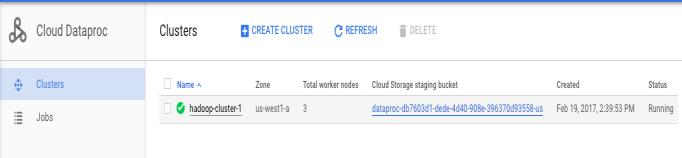 Cloud Dataproc
Clusters
CREATE CLUSTER
REFRESH
DELETE
Clusters
Jobs
Name Zone Total worker nodes Cloud Storage staging bucket Created Status
hadoop-cluster-1 us-west1-a 3 dataproc-db7603d1-dede-4d40-908e-396370d93558-us Feb 19, 2017, 2:39:53 PM Running